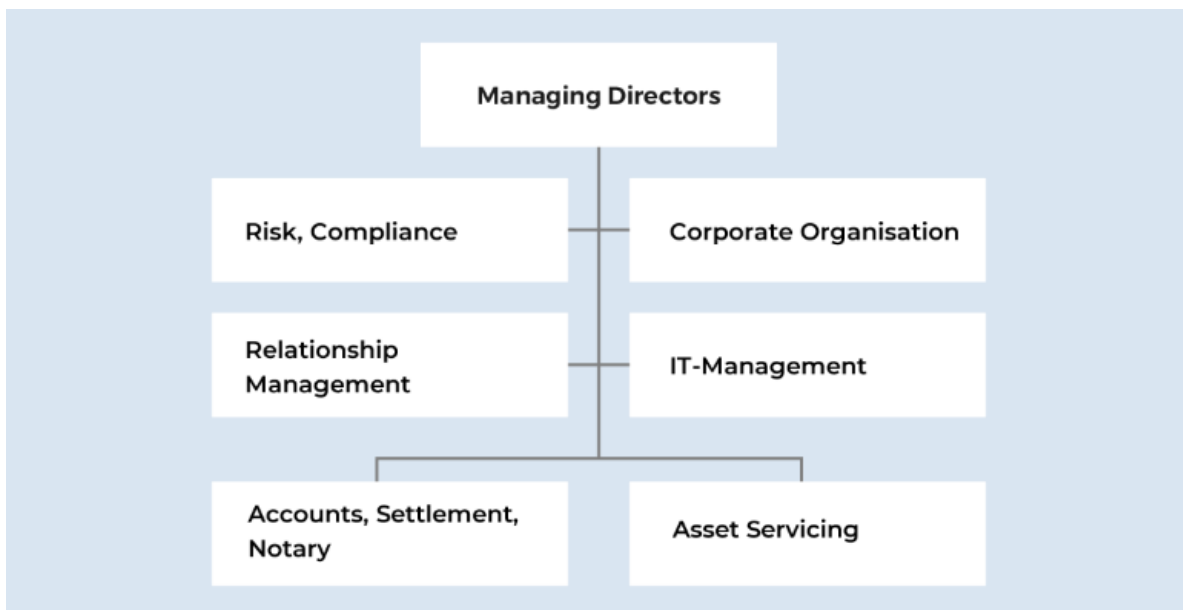 Managing Directors
Risk, Compliance
Corporate Organisation
Relationship
Management
IT-Management
Accounts, Settlement,
Notary
Asset Servicing